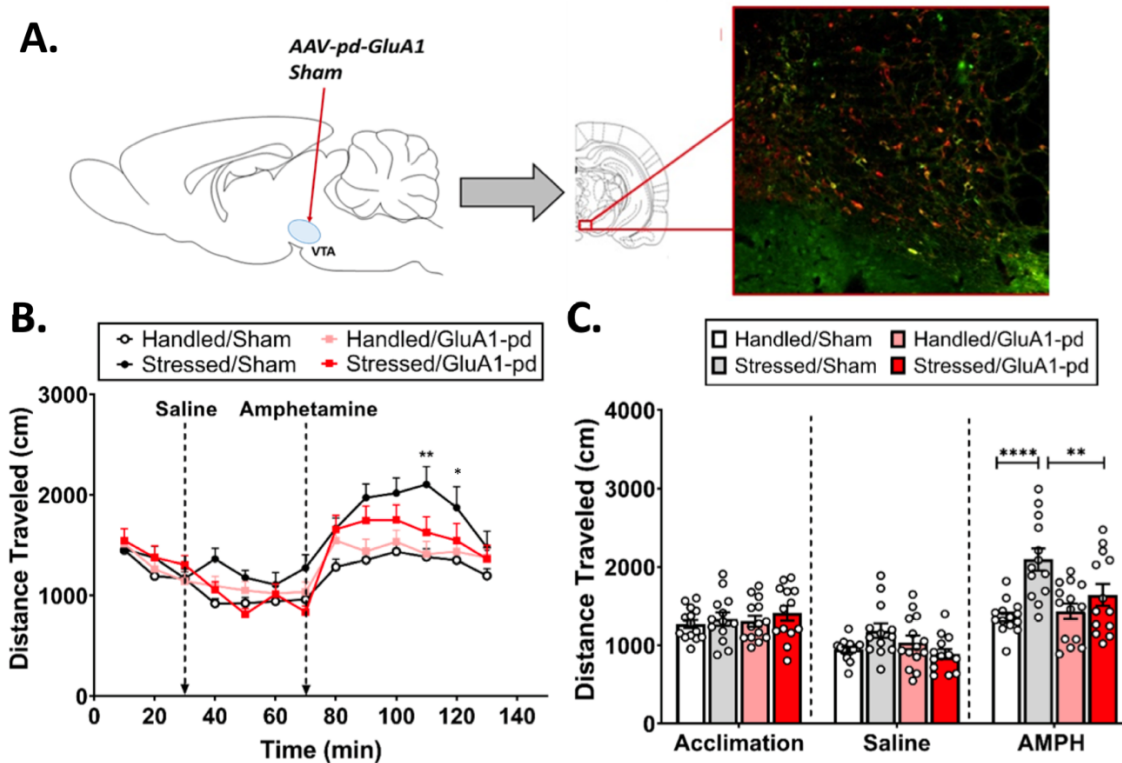 A.
AAV-pd-GluA1
Sham
VTA
B.
Handled/Sham
Handled/GluA1-pd
Stressed/Sham
Stressed/GluA1-pd
Distance Traveled (cm)
3000
2000
1000
0
Saline
Amphetamine
**
*
0
20
40
60
80
100
120
140
Time (min)
C.
Handled/Sham
Handled/GluA1-pd
Stressed/Sham
Stressed/GluA1-pd
Distance Traveled (cm)
4000
3000
2000
1000
0
****
**
Acclimation
Saline
AMPH